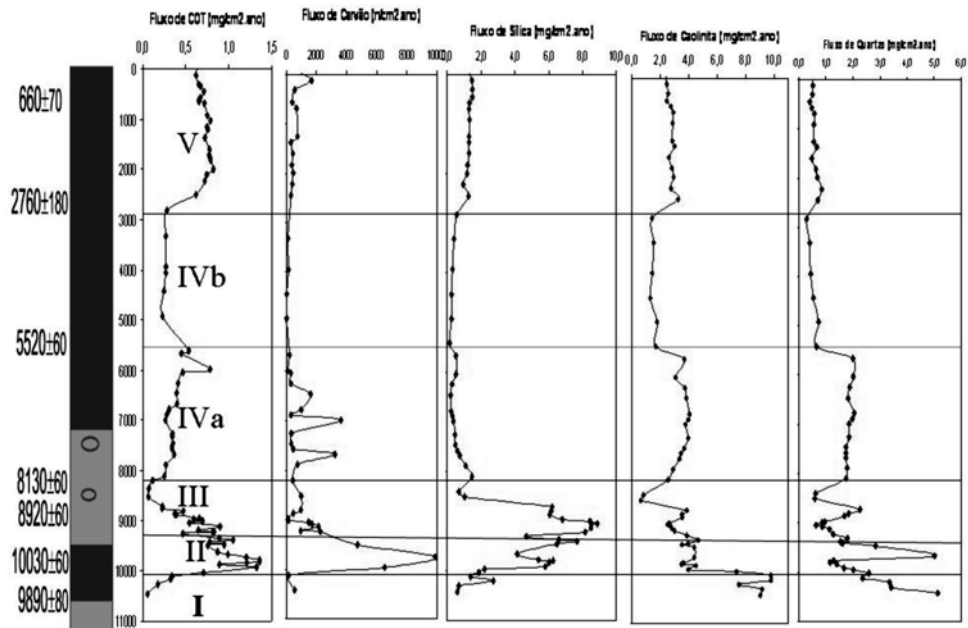 Fluxo de COT (mg/cm2.ano)
0,0 0,5 1,0 1,5
Fluxo de Carvão (n/cm2.ano)
0 2000 4000 6000 8000 10000
Fluxo de Sílica (mg/cm2.ano)
0,0 2,0 4,0 6,0 8,0 10,0
Fluxo de Caolinita (mg/cm2.ano)
0,0 2,0 4,0 6,0 8,0 10,0
Fluxo de Quartzo (mg/cm2.ano)
0,0 1,0 2,0 3,0 4,0 5,0 6,0
0
1000
2000
3000
4000
5000
6000
7000
8000
9000
10000
11000
660±70
2760±180
5520±60
8130±60
8920±60
10030±60
9890±80
V
IVb
IVa
III
II
I